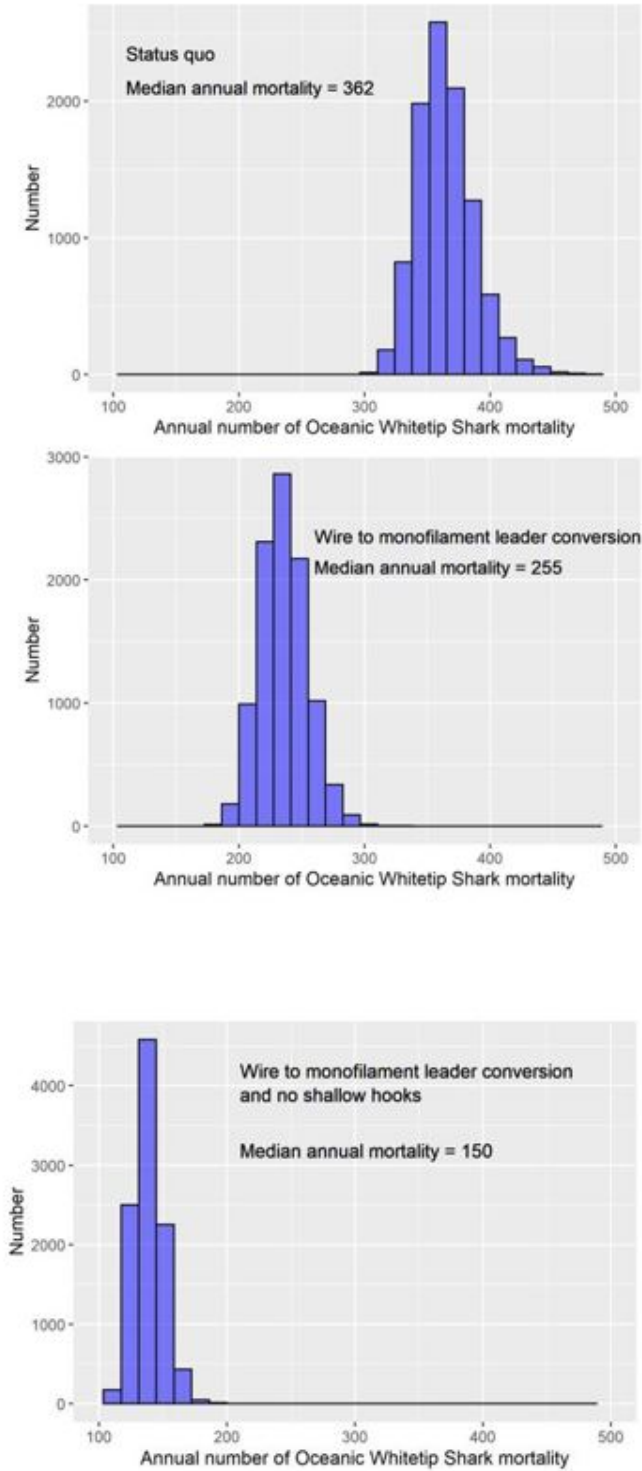 Status quo
Median annual mortality = 362
2000
1000
0
Number
100 200 300 400 500
Annual number of Oceanic Whitetip Shark mortality
3000
Wire to monofilament leader conversion
Median annual mortality = 255
2000
1000
0
Number
100 200 300 400 500
Annual number of Oceanic Whitetip Shark mortality
Wire to monofilament leader conversion
and no shallow hooks
Median annual mortality = 150
4000
3000
2000
1000
0
Number
100 200 300 400 500
Annual number of Oceanic Whitetip Shark mortality